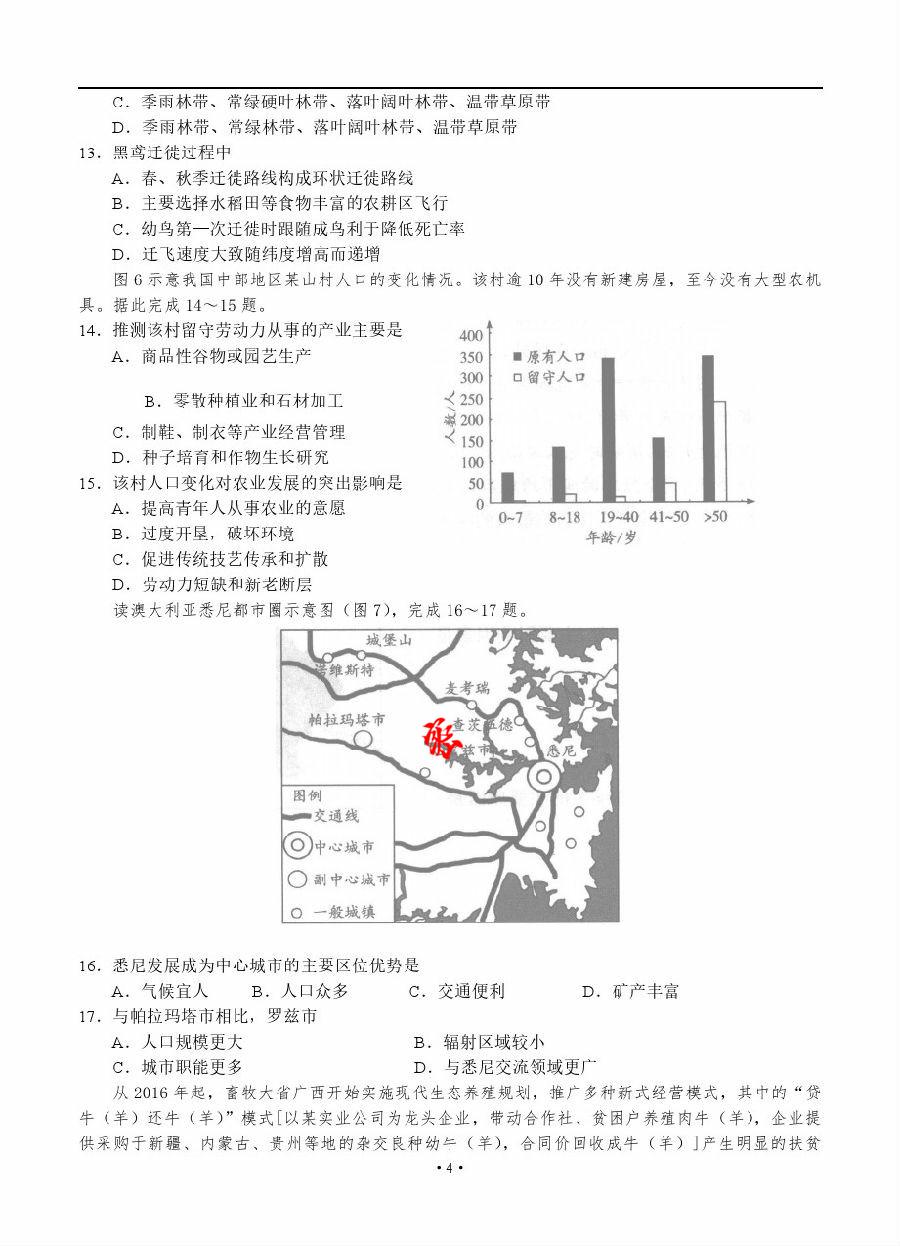 C．季雨林带、常绿硬叶林带、落叶阔叶林带、温带草原带
D．季雨林带、常绿林带、落叶阔叶林带、温带草原带
13．黑鸢迁徙过程中
A．春、秋季迁徙路线构成环状迁徙路线
B．主要选择水稻田等食物丰富的农耕区飞行
C．幼鸟第一次迁徙时跟随成鸟利于降低死亡率
D．迁飞速度大致随纬度增高而递增
图 6 示意我国中部地区某山村人口的变化情况。该村逾 10 年没有新建房屋，至今没有大型农机
具。据此完成 14～15 题。
14．推测该村留守劳动力从事的产业主要是
A．商品性谷物或园艺生产
B．零散种植业和石材加工
C．制鞋、制衣等产业经营管理
D．种子培育和作物生长研究
15．该村人口变化对农业发展的突出影响是
A．提高青年人从事农业的意愿
B．过度开垦，破坏环境
C．促进传统技艺传承和扩散
D．劳动力短缺和新老断层
人数/人
400
350
300
250
200
150
100
50
0
原有人口
留守人口
0~7 8~18 19~40 41~50 >50
年龄/岁
读澳大利亚悉尼都市圈示意图（图 7），完成 16～17 题。
城堡山
诺维斯特
麦考瑞
帕拉玛塔市
查茨伍德
兹市
悉尼
图例
交通线
中心城市
副中心城市
一般城镇
16．悉尼发展成为中心城市的主要区位优势是
A．气候宜人 B．人口众多 C．交通便利 D．矿产丰富
17．与帕拉玛塔市相比，罗兹市
A．人口规模更大 B．辐射区域较小
C．城市职能更多 D．与悉尼交流领域更广
从 2016 年起，畜牧大省广西开始实施现代生态养殖规划，推广多种新式经营模式，其中的“贷
牛（羊）还牛（羊）”模式[以某实业公司为龙头企业，带动合作社、贫困户养殖肉牛（羊），企业提
供采购于新疆、内蒙古、贵州等地的杂交良种幼牛（羊），合同价回收成牛（羊）]产生明显的扶贫
·4·